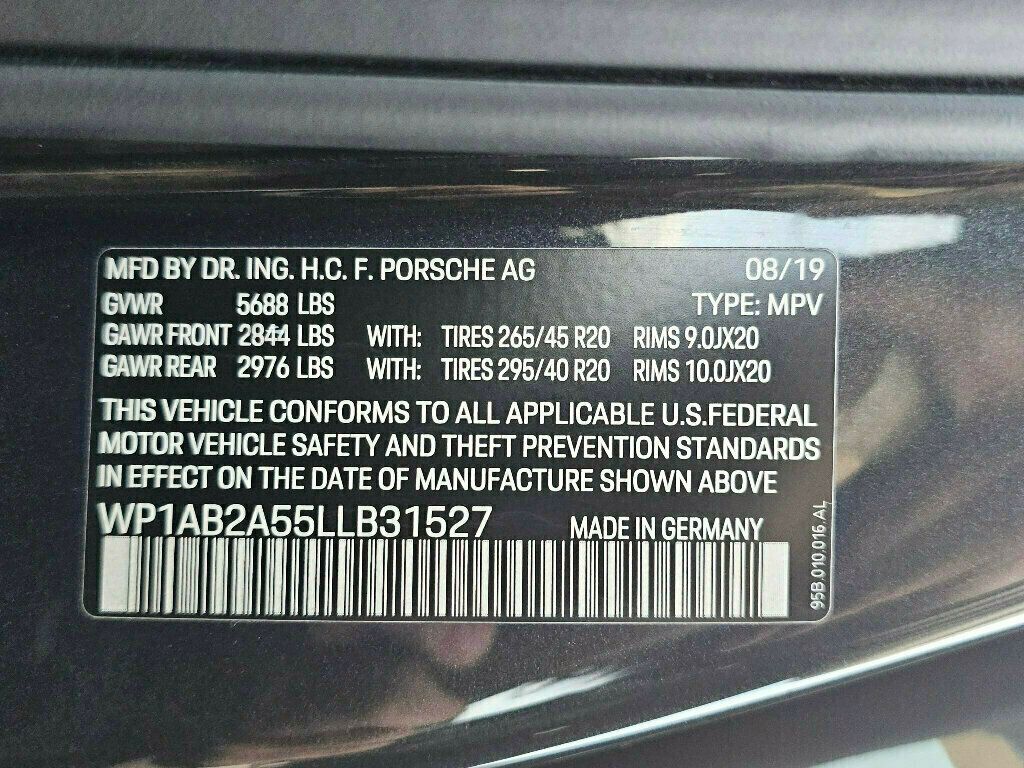 MFD BY DR. ING. H.C. F. PORSCHE AG 08/19
GVWR 5688 LBS TYPE: MPV
GAWR FRONT 2844 LBS WITH: TIRES 265/45 R20 RIMS 9.0JX20
GAWR REAR 2976 LBS WITH: TIRES 295/40 R20 RIMS 10.0JX20
THIS VEHICLE CONFORMS TO ALL APPLICABLE U.S.FEDERAL
MOTOR VEHICLE SAFETY AND THEFT PREVENTION STANDARDS
IN EFFECT ON THE DATE OF MANUFACTURE SHOWN ABOVE
WP1AB2A55LLB31527 MADE IN GERMANY
95B.010.016.AL